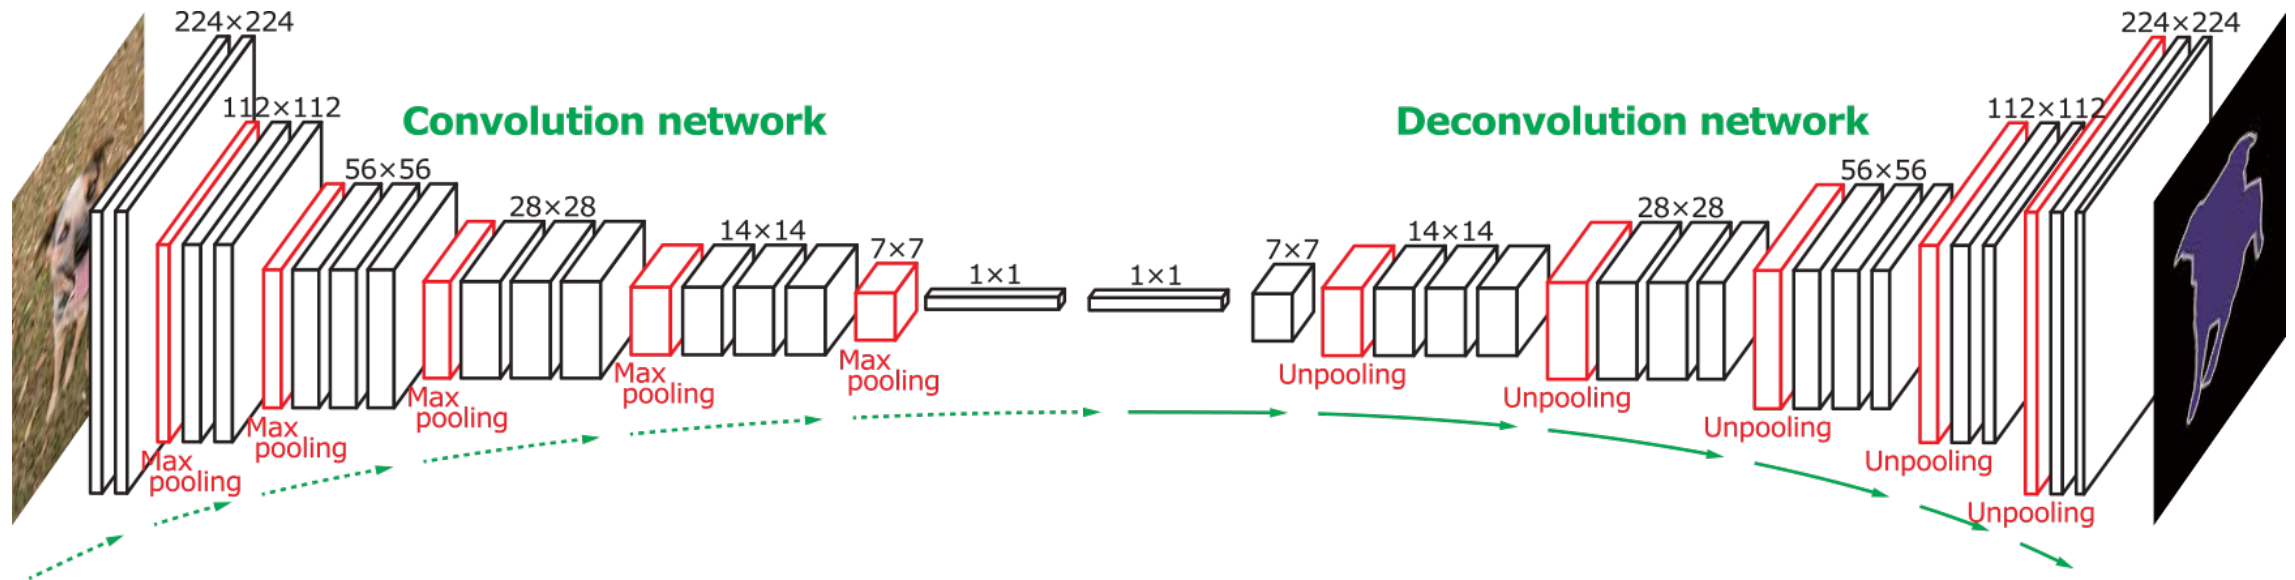 224×224
112×112
Convolution network
56×56
28×28
14×14
7×7
1×1
1×1
Max
pooling
Max
pooling
Max
pooling
Max
pooling
Max
pooling
Deconvolution network
7×7
14×14
28×28
56×56
112×112
224×224
Unpooling
Unpooling
Unpooling
Unpooling
Unpooling